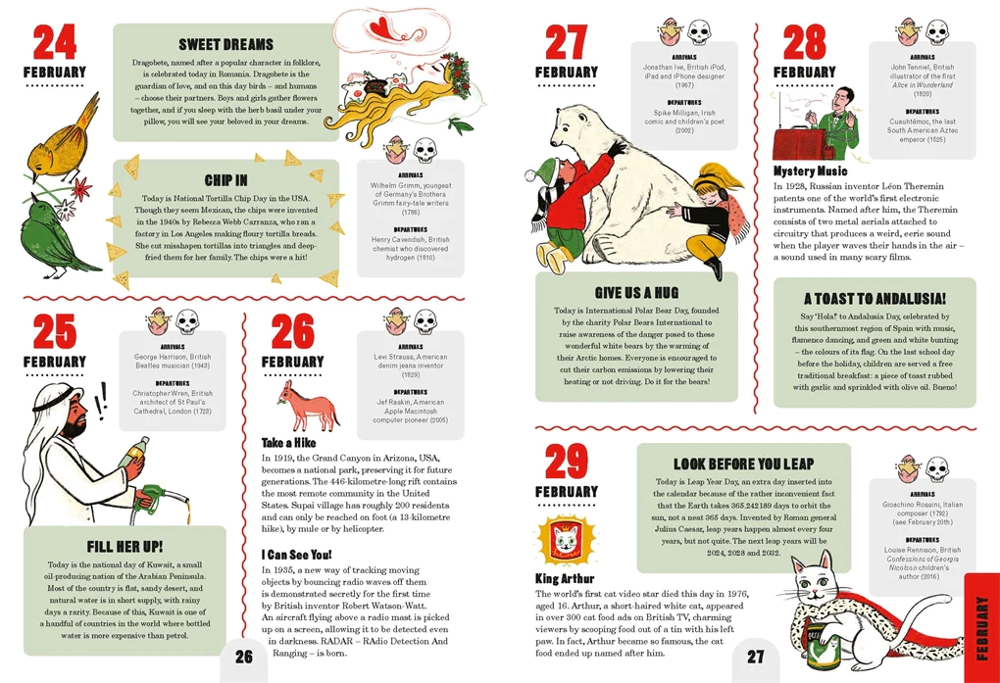 24
FEBRUARY
SWEET DREAMS
Dragobete, named after a popular character in folklore,
is celebrated today in Romania. Dragobete is the
guardian of love, and on this day birds – and humans
– choose their partners. Boys and girls gather flowers
together, and if you sleep with the herb basil under your
pillow, you will see your beloved in your dreams.
CHIP IN
Today is National Tortilla Chip Day in the USA.
Though they seem Mexican, the chips were invented
in the 1940s by Rebecca Webb Carranza, who ran a
factory in Los Angeles making floury tortilla breads.
She cut misshapen tortillas into triangles and deep-
fried them for her family. The chips were a hit!
ARRIVALS
Wilhelm Grimm, youngest
of Germany's Brothers
Grimm fairy-tale writers
(1786)
DEPARTURES
Henry Cavendish, British
chemist who discovered
hydrogen (1810)
25
FEBRUARY
ARRIVALS
George Harrison, British
Beatles musician (1943)
DEPARTURES
Christopher Wren, British
architect of St Paul's
Cathedral, London (1723)
!!
FILL HER UP!
Today is the national day of Kuwait, a small
oil-producing nation of the Arabian Peninsula.
Most of the country is flat, sandy desert, and
natural water is in short supply, with rainy
days a rarity. Because of this, Kuwait is one of
a handful of countries in the world where bottled
water is more expensive than petrol.
26
FEBRUARY
ARRIVALS
Levi Strauss, American
denim jeans inventor
(1829)
DEPARTURES
Jef Raskin, American
Apple Macintosh
computer pioneer (2005)
Take a Hike
In 1919, the Grand Canyon in Arizona, USA,
becomes a national park, preserving it for future
generations. The 446-kilometre-long rift contains
the most remote community in the United
States. Supai village has roughly 200 residents
and can only be reached on foot (a 13-kilometre
hike), by mule or by helicopter.
I Can See You!
In 1935, a new way of tracking moving
objects by bouncing radio waves off them
is demonstrated secretly for the first time
by British inventor Robert Watson-Watt.
An aircraft flying above a radio mast is picked
up on a screen, allowing it to be detected even
in darkness. RADAR – RAdio Detection And
Ranging – is born.
26
27
FEBRUARY
ARRIVALS
Jonathan Ive, British iPod,
iPad and iPhone designer
(1967)
DEPARTURES
Spike Milligan, Irish
comic and children's poet
(2002)
GIVE US A HUG
Today is International Polar Bear Day, founded
by the charity Polar Bears International to
raise awareness of the danger posed to these
wonderful white bears by the warming of
their Arctic homes. Everyone is encouraged to
cut their carbon emissions by lowering their
heating or not driving. Do it for the bears!
28
FEBRUARY
ARRIVALS
John Tenniel, British
illustrator of the first
Alice in Wonderland
(1820)
DEPARTURES
Cuauhtémoc, the last
South American Aztec
emperor (1525)
Mystery Music
In 1928, Russian inventor Léon Theremin
patents one of the world's first electronic
instruments. Named after him, the Theremin
consists of two metal aerials attached to
circuitry that produces a weird, eerie sound
when the player waves their hands in the air –
a sound used in many scary films.
A TOAST TO ANDALUSIA!
Say 'Hola!' to Andalusia Day, celebrated by
this southernmost region of Spain with music,
flamenco dancing, and green and white bunting
– the colours of its flag. On the last school day
before the holiday, children are served a free
traditional breakfast: a piece of toast rubbed
with garlic and sprinkled with olive oil. Bueno!
29
FEBRUARY
LOOK BEFORE YOU LEAP
Today is Leap Year Day, an extra day inserted into
the calendar because of the rather inconvenient fact
that the Earth takes 365.242189 days to orbit the
sun, not a neat 365 days. Invented by Roman general
Julius Caesar, leap years happen almost every four
years, but not quite. The next leap years will be
2024, 2028 and 2032.
ARRIVALS
Gioachino Rossini, Italian
composer (1792)
(see February 20th)
DEPARTURES
Louise Rennison, British
Confessions of Georgia
Nicolson children's
author (2016)
King Arthur
The world's first cat video star died this day in 1976,
aged 16. Arthur, a short-haired white cat, appeared
in over 300 cat food ads on British TV, charming
viewers by scooping food out of a tin with his left
paw. In fact, Arthur became so famous, the cat
food ended up named after him.
27
FEBRUARY